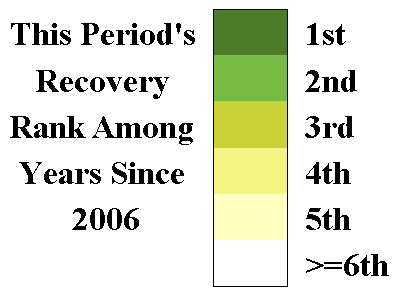 This Period's
Recovery
Rank Among
Years Since
2006
1st
2nd
3rd
4th
5th
>=6th